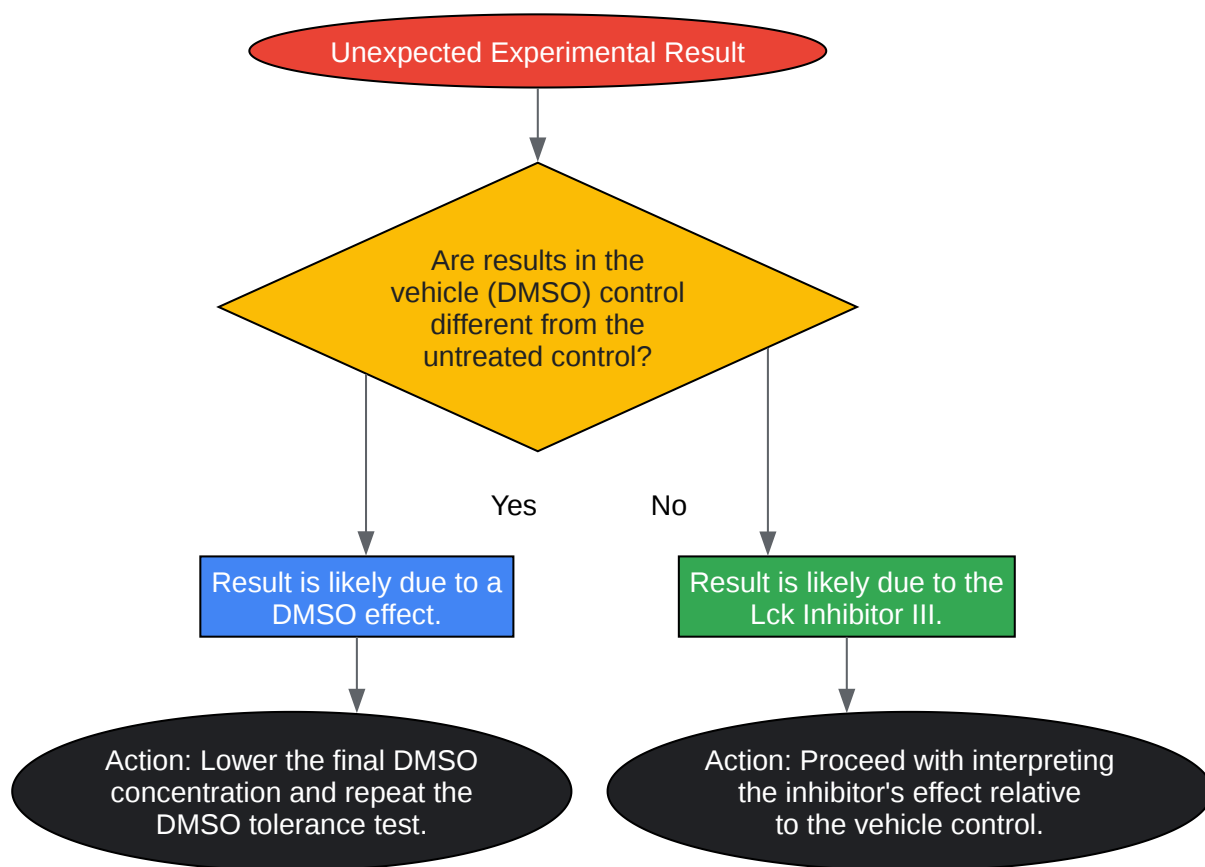 Unexpected Experimental Result
Are results in the
vehicle (DMSO) control
different from the
untreated control?
Yes
No
Result is likely due to a
DMSO effect.
Result is likely due to the
Lck Inhibitor III.
Action: Lower the final DMSO
concentration and repeat the
DMSO tolerance test.
Action: Proceed with interpreting
the inhibitor's effect relative
to the vehicle control.